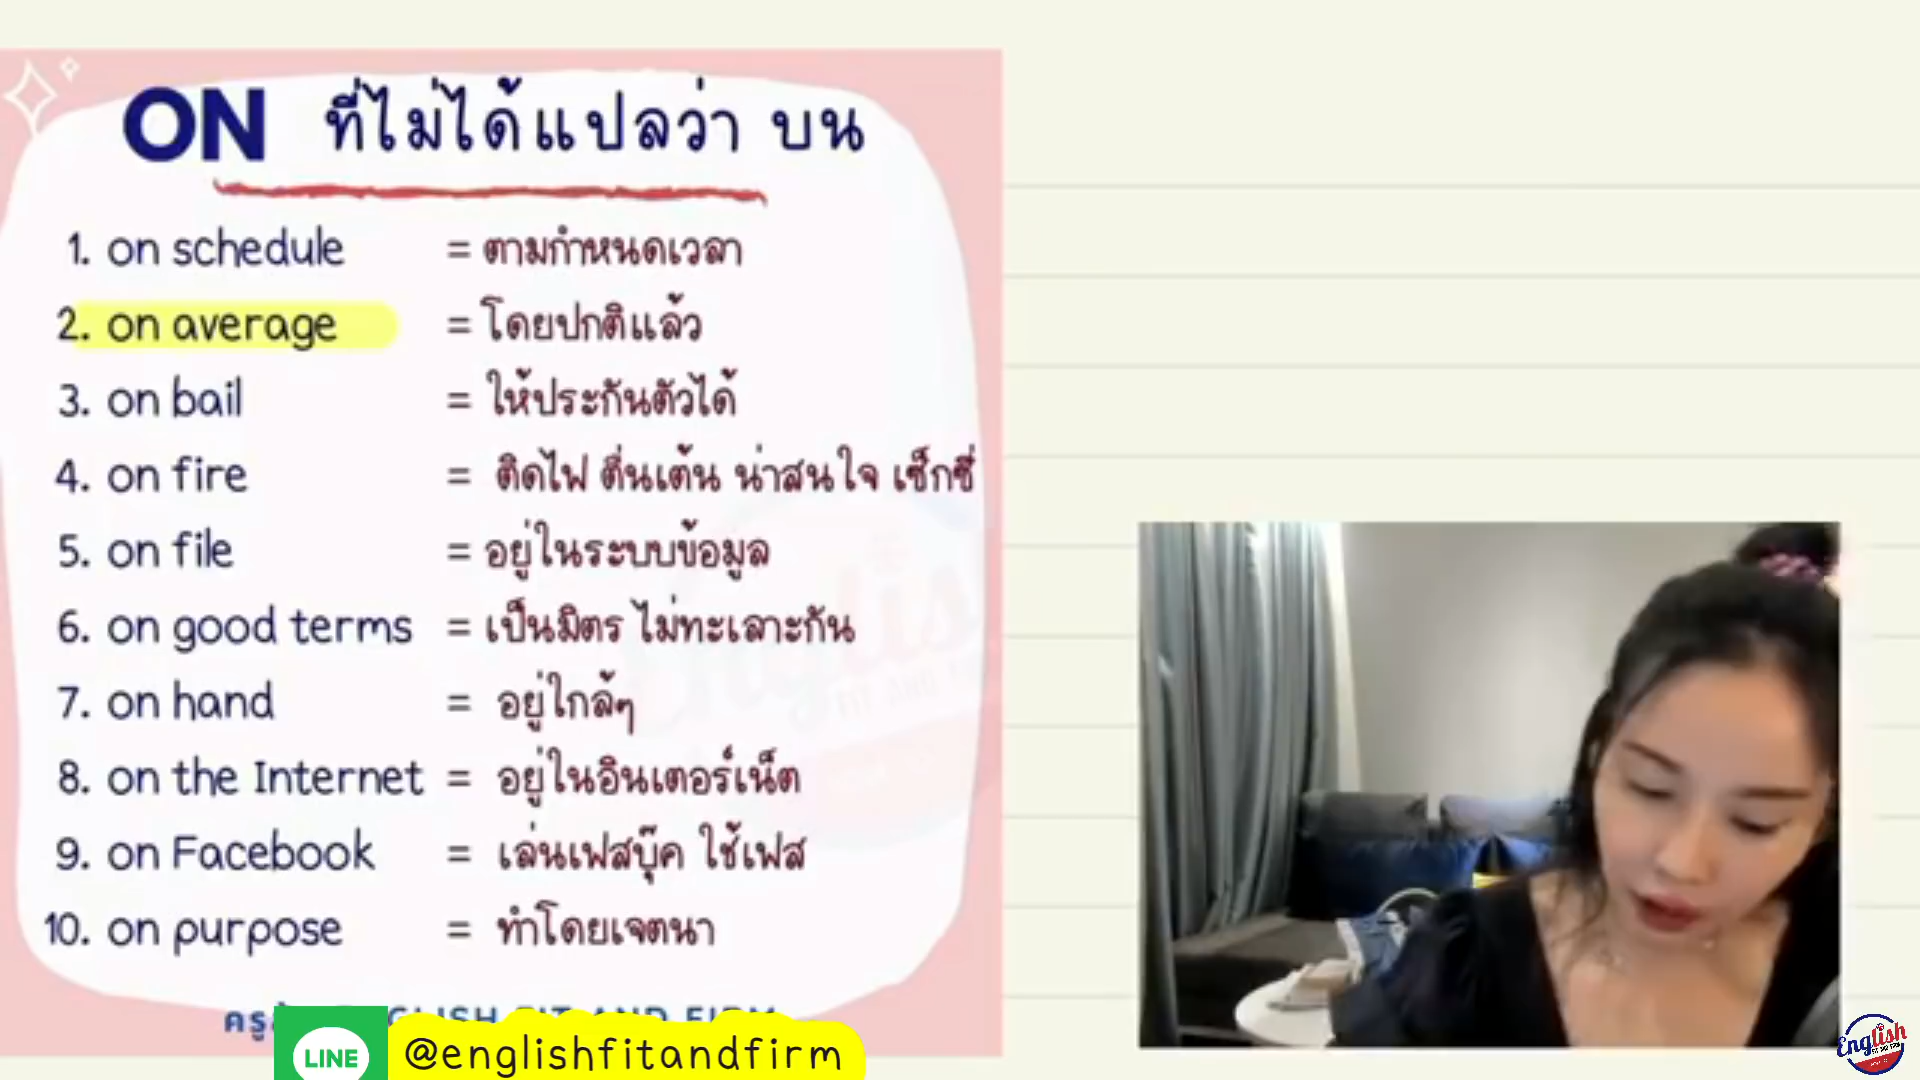 ON ที่ไม่ได้แปลว่า บน
1. on schedule = ตามกำหนดเวลา
2. on average = โดยปกติแล้ว
3. on bail = ให้ประกันตัวได้
4. on fire = ติดไฟ ตื่นเต้น น่าสนใจ เซ็กซี่
5. on file = อยู่ในระบบข้อมูล
6. on good terms = เป็นมิตร ไม่ทะเลาะกัน
7. on hand = อยู่ใกล้ๆ
8. on the Internet = อยู่ในอินเตอร์เน็ต
9. on Facebook = เล่นเฟสบุ๊ค ใช้เฟส
10. on purpose = ทำโดยเจตนา
ครู
LINE @englishfitandfirm
English
FIT AND FIRM